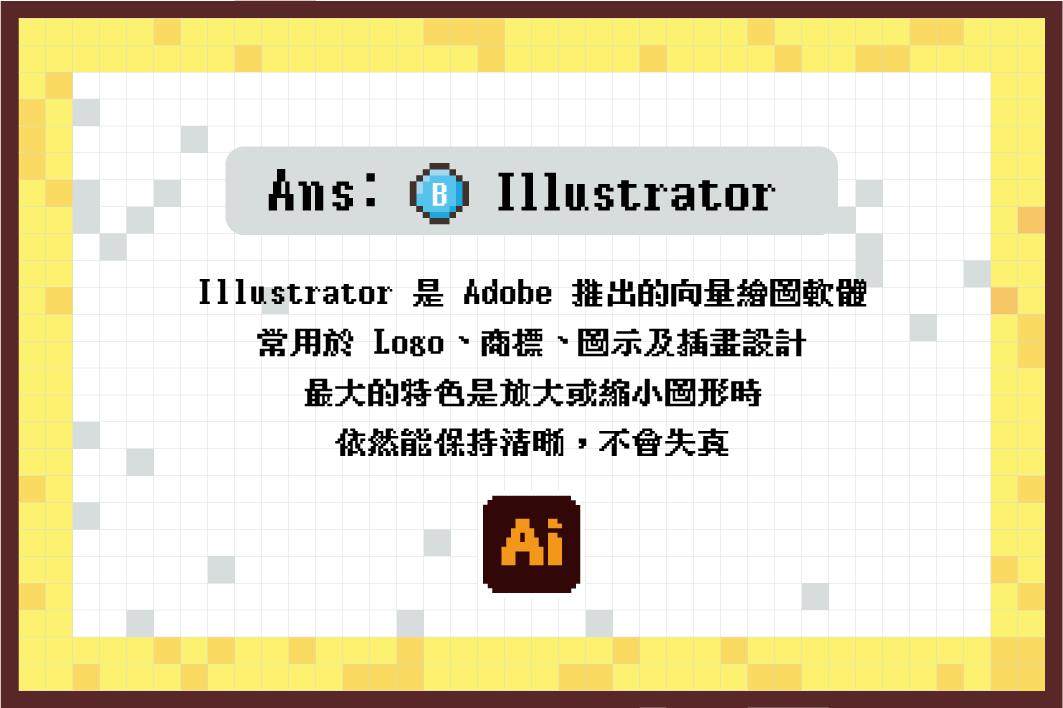 Ans: B Illustrator
Illustrator 是 Adobe 推出的向量繪圖軟體
常用於 Logo、商標、圖示及插畫設計
最大的特色是放大或縮小圖形時
依然能保持清晰，不會失真
Ai